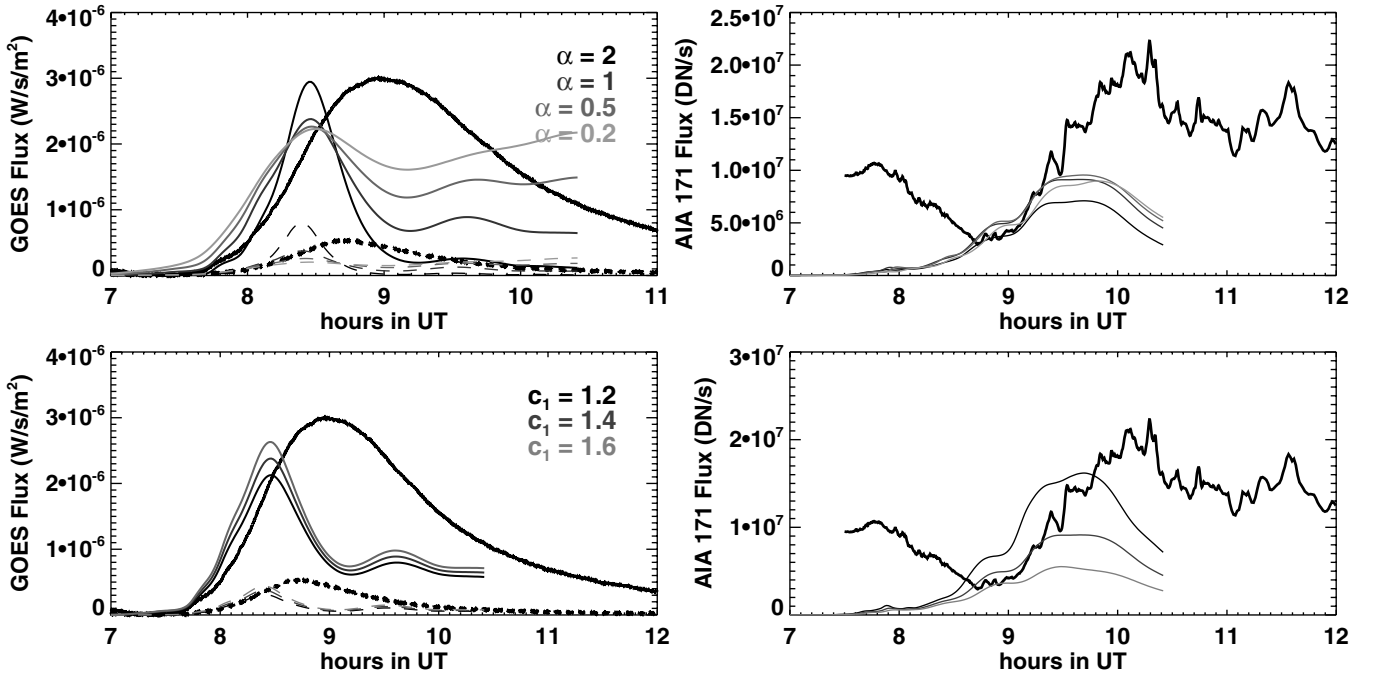 4•10⁻⁶
3•10⁻⁶
2•10⁻⁶
1•10⁻⁶
0
GOES Flux (W/s/m²)
α = 2
α = 1
α = 0.5
α = 0.2
7 8 9 10 11
hours in UT
2.5•10⁷
2.0•10⁷
1.5•10⁷
1.0•10⁷
5.0•10⁶
0
AIA 171 Flux (DN/s)
7 8 9 10 11 12
hours in UT
4•10⁻⁶
3•10⁻⁶
2•10⁻⁶
1•10⁻⁶
0
GOES Flux (W/s/m²)
c₁ = 1.2
c₁ = 1.4
c₁ = 1.6
7 8 9 10 11 12
hours in UT
3•10⁷
2•10⁷
1•10⁷
0
AIA 171 Flux (DN/s)
7 8 9 10 11 12
hours in UT